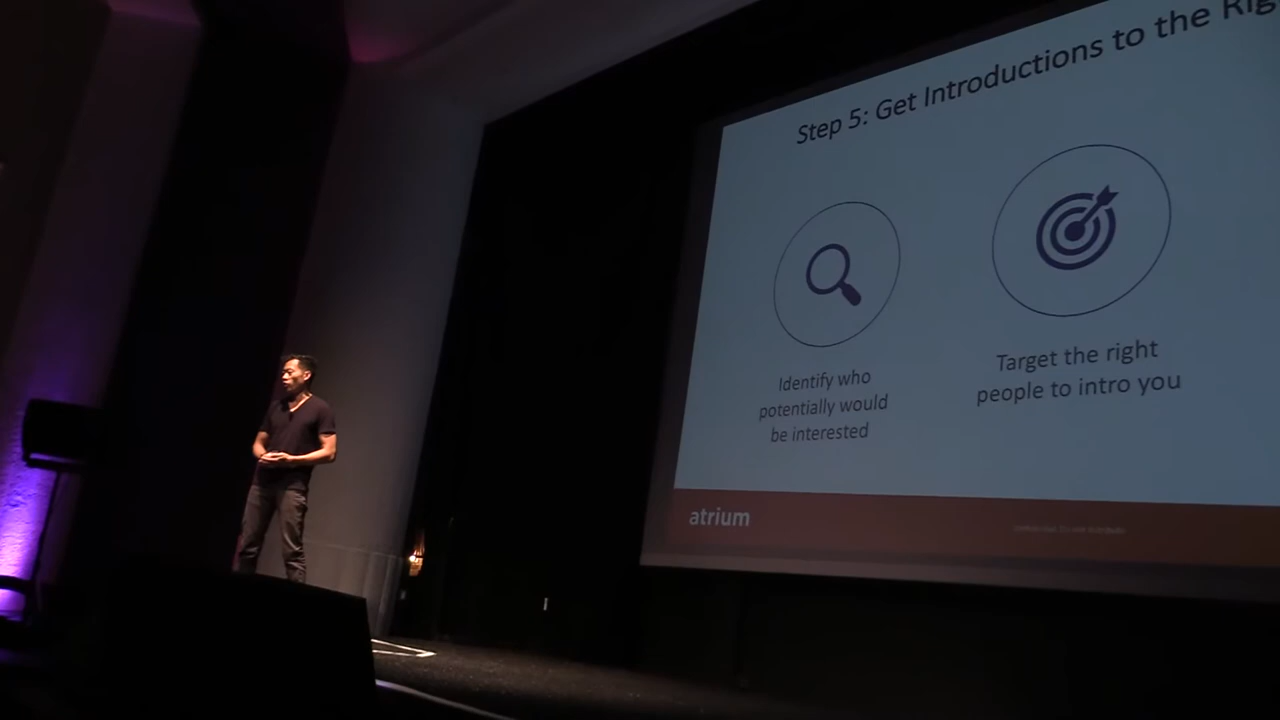 Step 5: Get Introductions to the Rig
Identify who
potentially would
be interested
Target the right
people to intro you
atrium